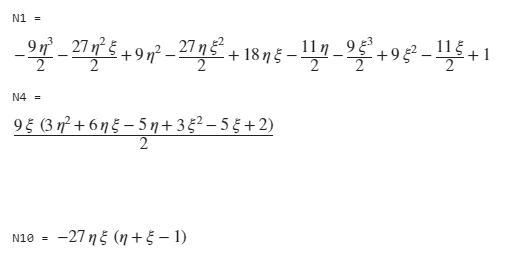 N1 =
−9η³/2 − 27η²ξ/2 + 9η² − 27ηξ²/2 + 18ηξ − 11η/2 − 9ξ³/2 + 9ξ² − 11ξ/2 + 1
N4 =
9ξ (3η² + 6ηξ − 5η + 3ξ² − 5ξ + 2)/2
N10 = −27ηξ (η + ξ − 1)